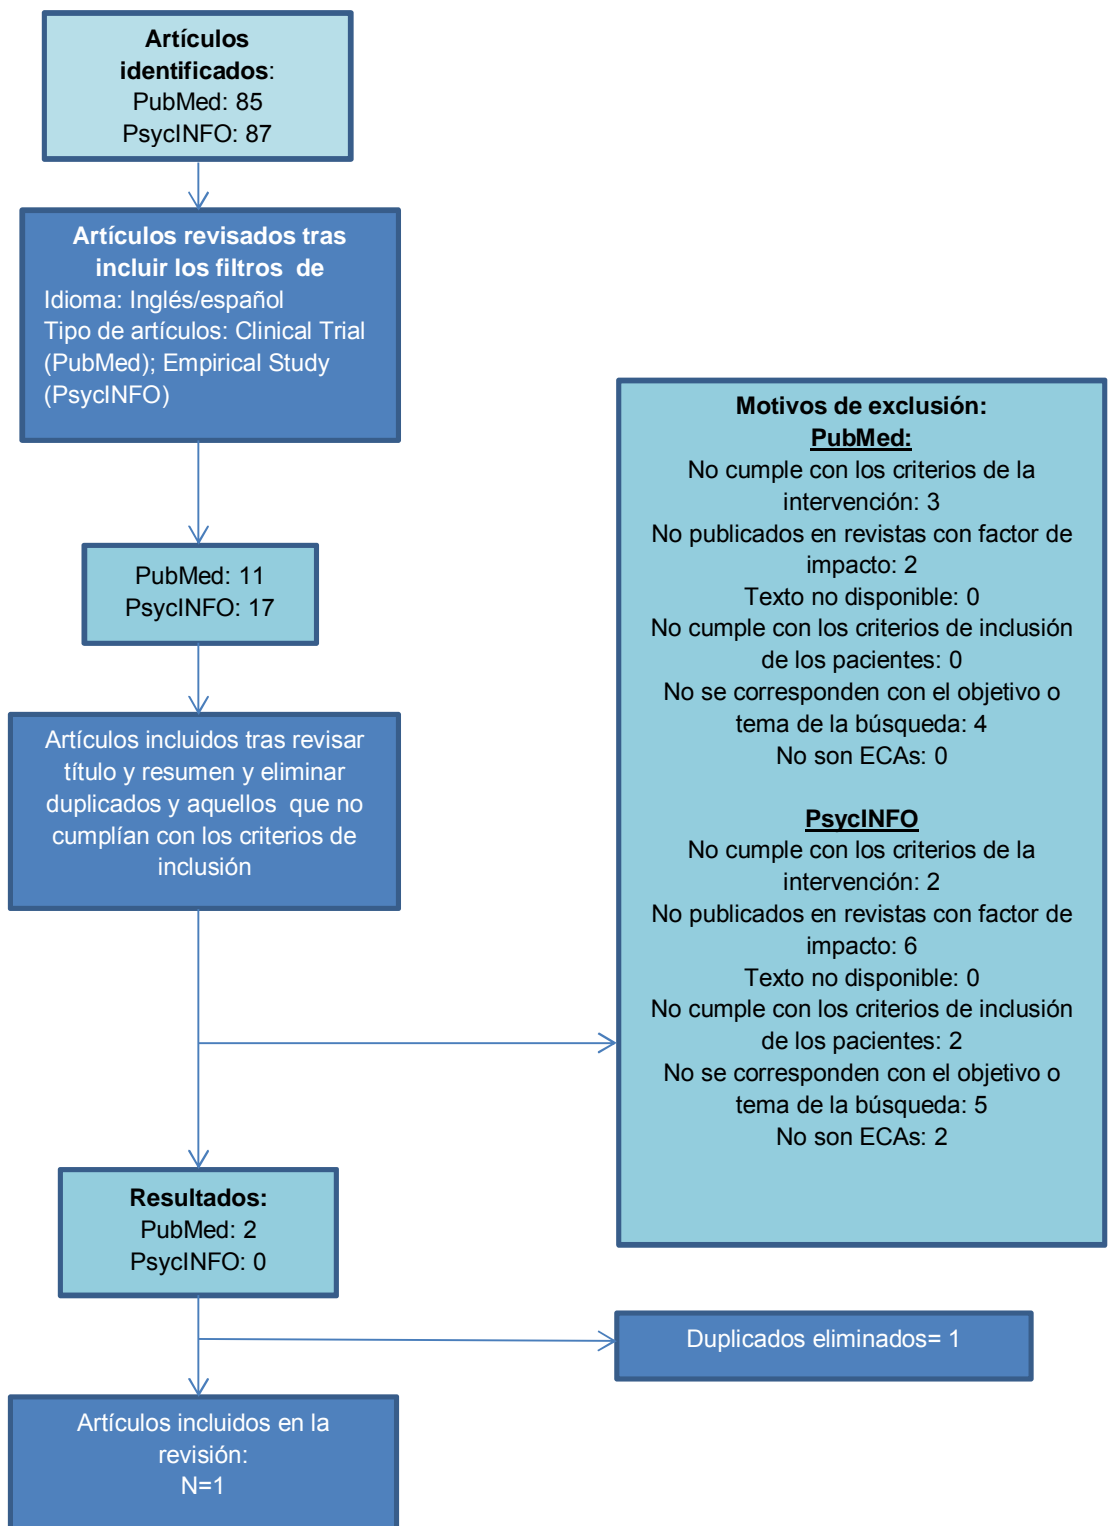 Artículos
identificados:
PubMed: 85
PsycINFO: 87
Artículos revisados tras
incluir los filtros de
Idioma: Inglés/español
Tipo de artículos: Clinical Trial
(PubMed); Empirical Study
(PsycINFO)
PubMed: 11
PsycINFO: 17
Artículos incluidos tras revisar
título y resumen y eliminar
duplicados y aquellos que no
cumplían con los criterios de
inclusión
Motivos de exclusión:
PubMed:
No cumple con los criterios de la
intervención: 3
No publicados en revistas con factor de
impacto: 2
Texto no disponible: 0
No cumple con los criterios de inclusión
de los pacientes: 0
No se corresponden con el objetivo o
tema de la búsqueda: 4
No son ECAs: 0
PsycINFO
No cumple con los criterios de la
intervención: 2
No publicados en revistas con factor de
impacto: 6
Texto no disponible: 0
No cumple con los criterios de inclusión
de los pacientes: 2
No se corresponden con el objetivo o
tema de la búsqueda: 5
No son ECAs: 2
Resultados:
PubMed: 2
PsycINFO: 0
Duplicados eliminados= 1
Artículos incluidos en la
revisión:
N=1